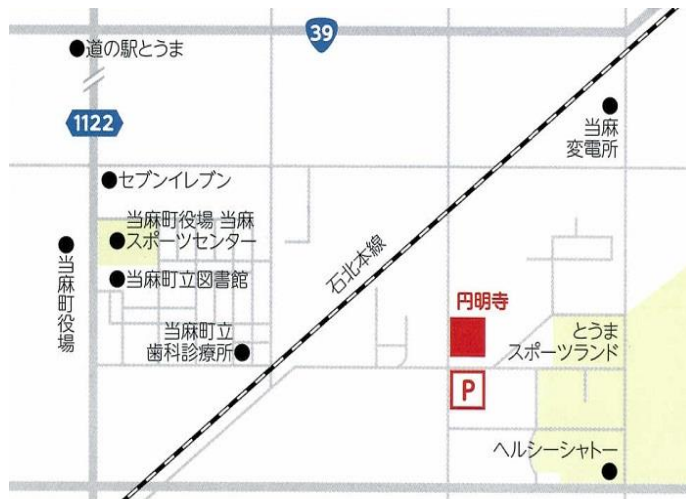 39
道の駅とうま
1122
当麻
変電所
セブンイレブン
当麻町役場 当麻
スポーツセンター
当麻町役場
当麻町立図書館
石北本線
円明寺
当麻町立
歯科診療所
とうま
スポーツランド
P
ヘルシーシャトー